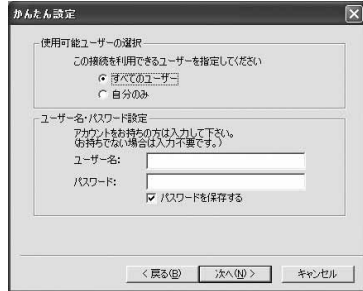 かんたん設定
使用可能ユーザーの選択
この接続を利用できるユーザーを指定してください
すべてのユーザー
自分のみ
ユーザー名・パスワード設定
アカウントをお持ちの方は入力して下さい。
(お持ちでない場合は入力不要です。)
ユーザー名:
パスワード:
パスワードを保存する
< 戻る(B)
次へ(N) >
キャンセル